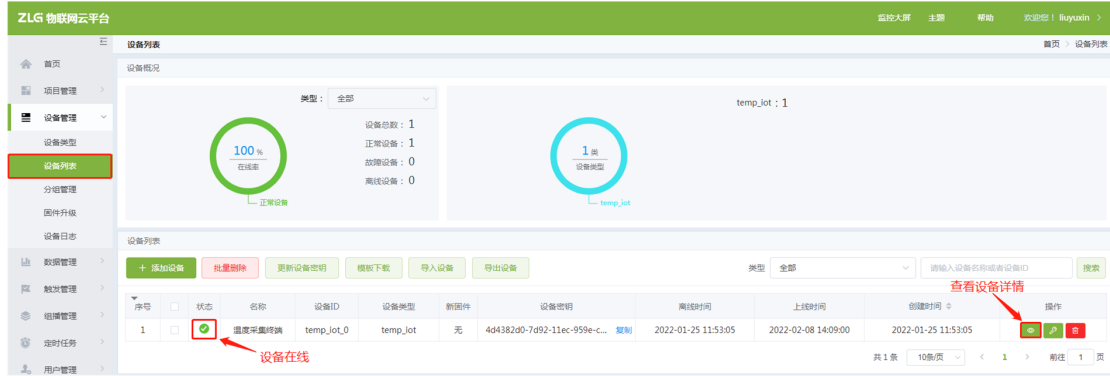 ZLG 物联网云平台
监控大屏 主题 帮助 欢迎您！ liuyuxin >
设备列表
首页 > 设备列表
首页
项目管理
设备管理
设备类型
设备列表
分组管理
固件升级
设备日志
数据管理
触发管理
组播管理
定时任务
用户管理
设备概况
类型： 全部
100 %
在线率
正常设备
设备总数： 1
正常设备： 1
故障设备： 0
离线设备： 0
temp_iot ： 1
1 类
设备类型
temp_iot
设备列表
+ 添加设备 批量删除 更新设备密钥 模板下载 导入设备 导出设备 类型 全部 请输入设备名称或者设备ID 搜索
查看设备详情
序号 状态 名称 设备ID 设备类型 新固件 设备密钥 离线时间 上线时间 创建时间 操作
1 温度采集终端 temp_iot_0 temp_iot 无 4d4382d0-7d92-11ec-959e-c... 复制 2022-01-25 11:53:05 2022-02-08 14:09:00 2022-01-25 11:53:05
设备在线
共 1 条 10条/页 < 1 > 前往 1 页